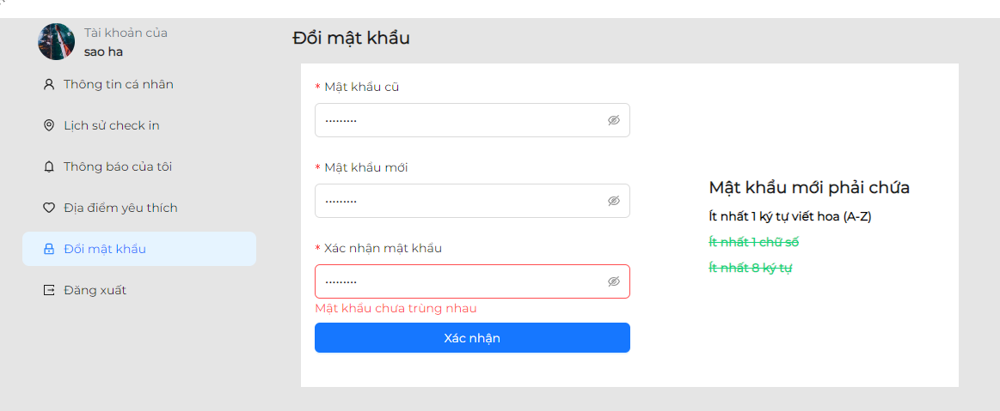 Tài khoản của
sao ha
Thông tin cá nhân
Lịch sử check in
Thông báo của tôi
Địa điểm yêu thích
Đổi mật khẩu
Đăng xuất
Đổi mật khẩu
* Mật khẩu cũ
·········
* Mật khẩu mới
·········
* Xác nhận mật khẩu
·········
Mật khẩu chưa trùng nhau
Xác nhận
Mật khẩu mới phải chứa
Ít nhất 1 ký tự viết hoa (A-Z)
Ít nhất 1 chữ số
Ít nhất 8 ký tự